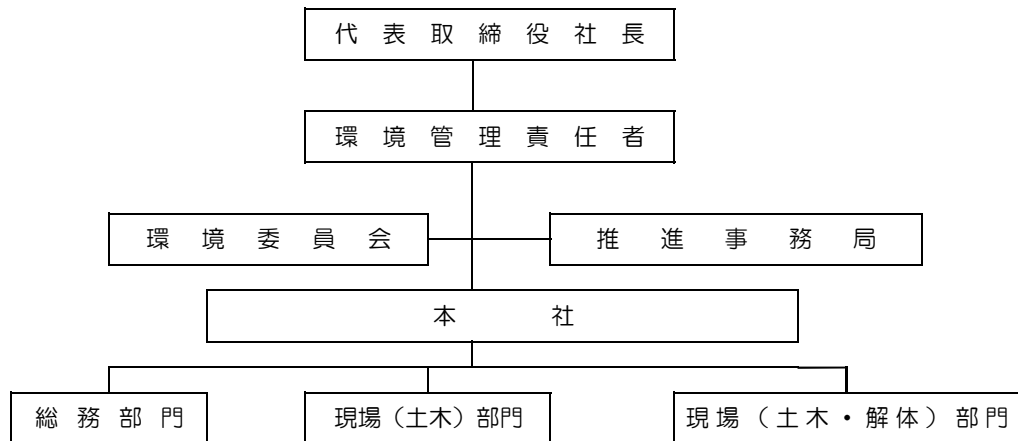 代表取締役社長
環境管理責任者
環境委員会
推進事務局
本社
総務部門
現場（土木）部門
現場（土木・解体）部門